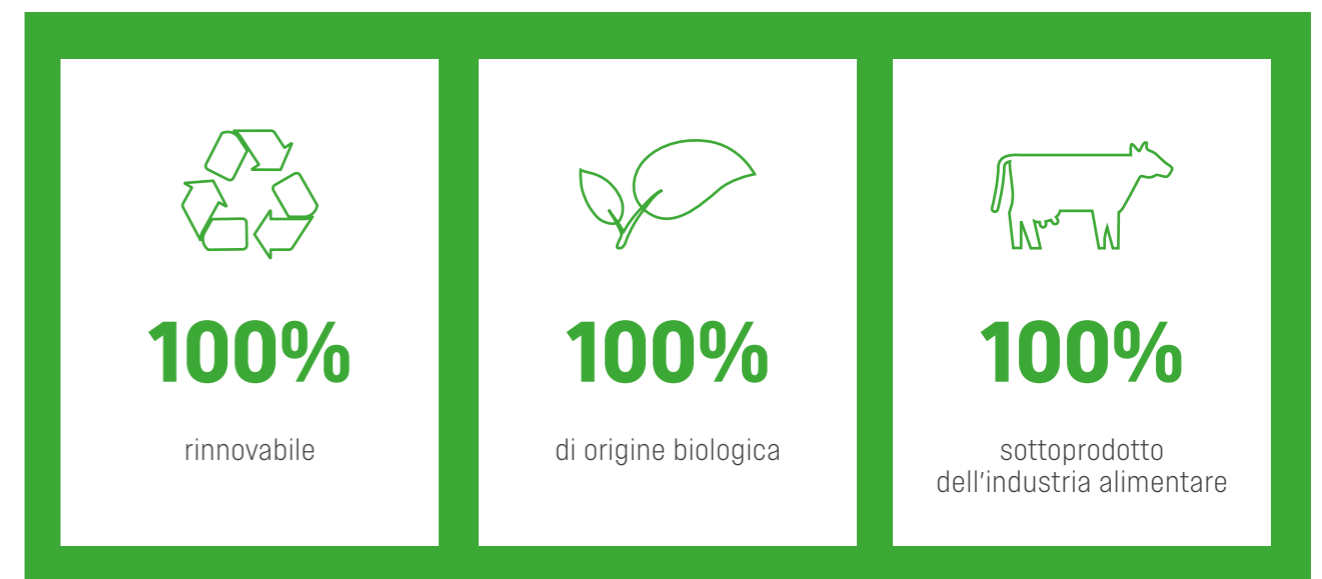 100%
rinnovabile
100%
di origine biologica
100%
sottoprodotto
dell'industria alimentare